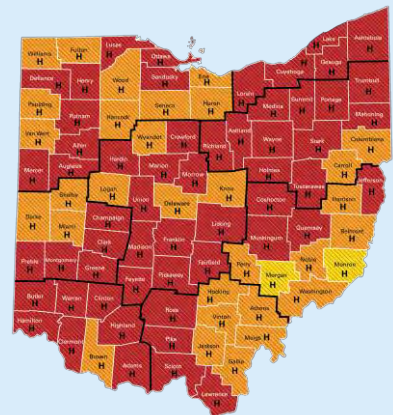 Williams
H
Fulton
H
Lucas
H
Ottawa
H
Lake
H
Ashtabula
H
Geauga
H
Cuyahoga
H
Defiance
H
Henry
H
Wood
H
Sandusky
H
Erie
H
Lorain
H
Trumbull
H
Paulding
H
Putnam
H
Hancock
H
Seneca
H
Huron
H
Medina
H
Summit
H
Portage
H
Mahoning
H
Van Wert
H
Allen
H
Wyandot
H
Crawford
H
Richland
H
Ashland
H
Wayne
H
Stark
H
Columbiana
H
Mercer
H
Auglaize
H
Hardin
H
Marion
H
Morrow
H
Holmes
H
Tuscarawas
H
Carroll
H
Jefferson
H
Shelby
H
Logan
H
Union
H
Delaware
H
Knox
H
Coshocton
H
Harrison
H
Darke
H
Miami
H
Champaign
H
Licking
H
Muskingum
H
Guernsey
H
Belmont
H
Clark
H
Madison
H
Franklin
H
Fairfield
H
Perry
H
Morgan
H
Noble
H
Monroe
H
Preble
H
Montgomery
H
Greene
H
Fayette
H
Pickaway
H
Hocking
H
Washington
H
Butler
H
Warren
H
Clinton
H
Ross
H
Vinton
H
Athens
H
Hamilton
H
Clermont
H
Highland
H
Pike
H
Jackson
H
Meigs
H
Brown
H
Adams
H
Scioto
H
Gallia
H
Lawrence
H